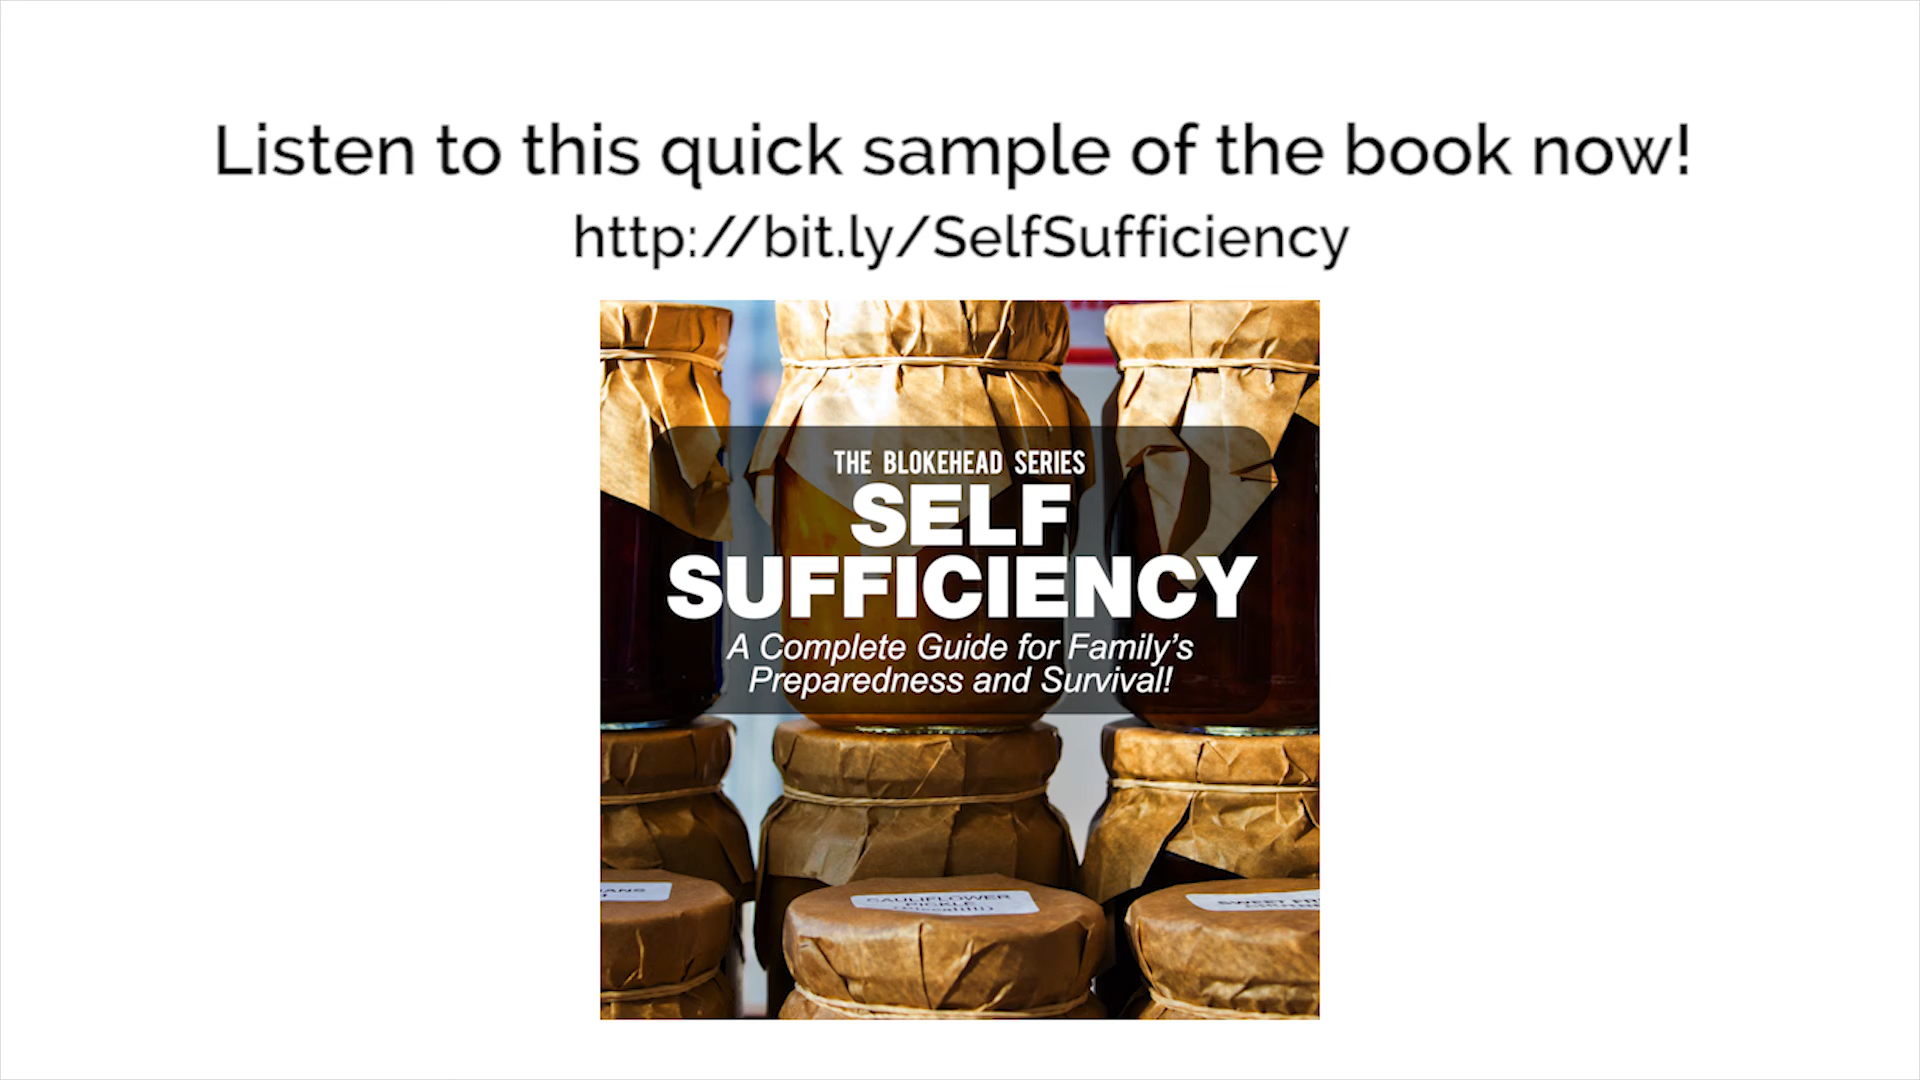 Listen to this quick sample of the book now!
http://bit.ly/SelfSufficiency
THE BLOKEHEAD SERIES
SELF
SUFFICIENCY
A Complete Guide for Family's
Preparedness and Survival!
CAULIFLOWER
PICKLE
SWEET